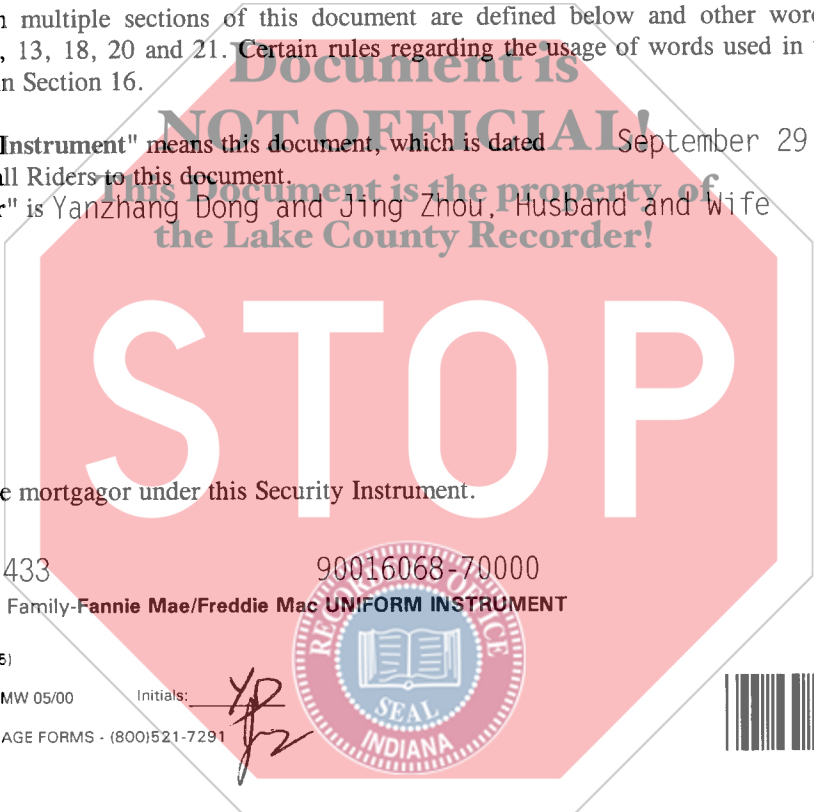 multiple sections of this document are defined below and other
, 13, 18, 20 and 21. Certain rules regarding the usage of words used in
n Section 16.
Document is
NOT OFFICIAL!
Instrument" means this document, which is dated September 29
ll Riders to this document.
This Document is the property of
r" is Yanzhang Dong and Jing Zhou, Husband and Wife
the Lake County Recorder!
STOP
e mortgagor under this Security Instrument.
433 90016068-70000
Family-Fannie Mae/Freddie Mac UNIFORM INSTRUMENT
5)
MW 05/00 Initials: YD
JZ
AGE FORMS - (800)521-7291
RECORDER'S OFFICE
SEAL
INDIANA